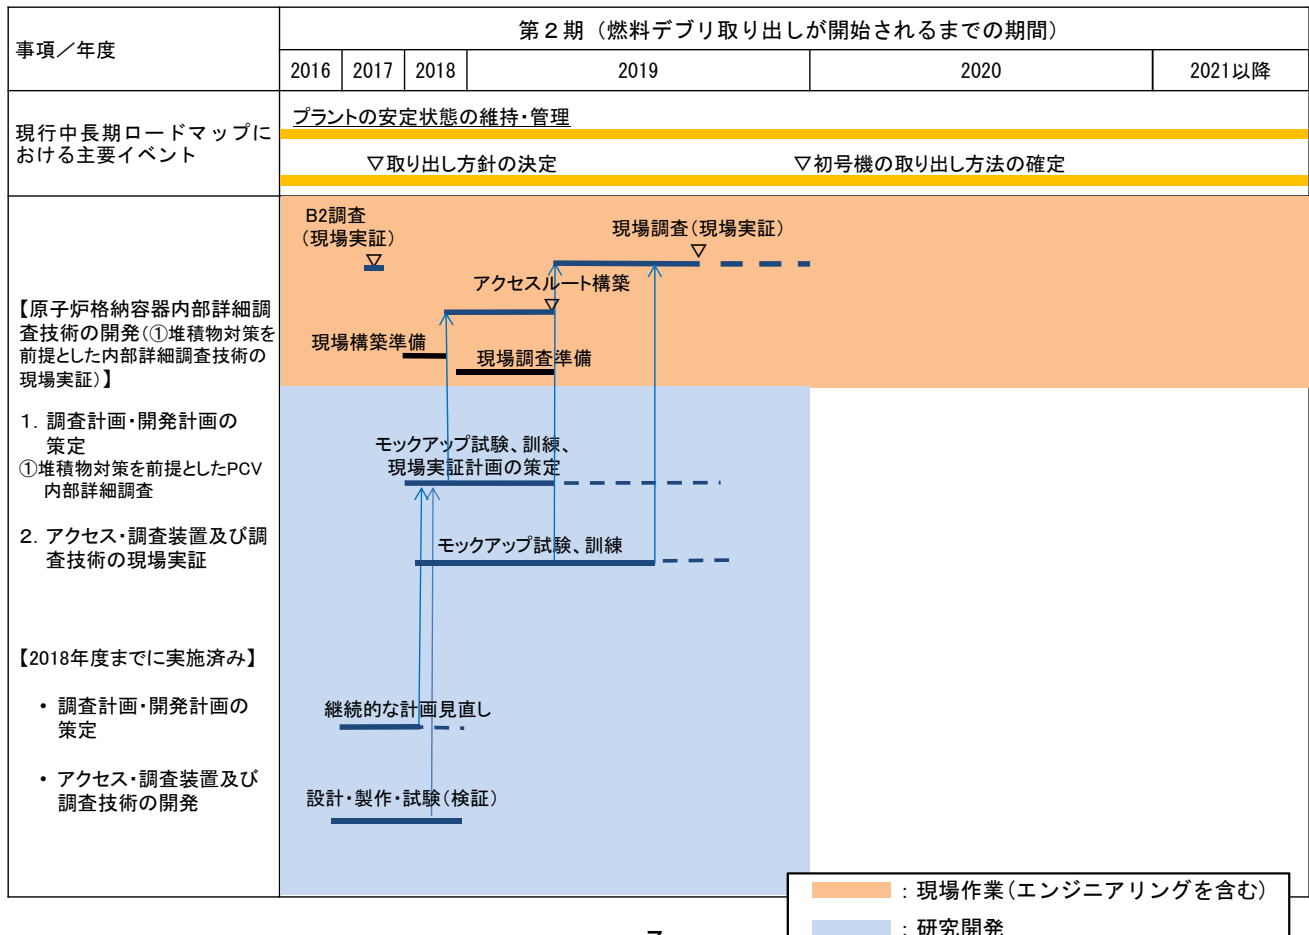 事項／年度
第２期（燃料デブリ取り出しが開始されるまでの期間）
2016
2017
2018
2019
2020
2021以降
現行中長期ロードマップに
おける主要イベント
プラントの安定状態の維持・管理
▽取り出し方針の決定
▽初号機の取り出し方法の確定
B2調査
（現場実証）
▽
現場調査（現場実証）
▽
アクセスルート構築
▽
現場構築準備
現場調査準備
【原子炉格納容器内部詳細調
査技術の開発（①堆積物対策を
前提とした内部詳細調査技術の
現場実証）】
１．調査計画・開発計画の
策定
①堆積物対策を前提としたPCV
内部詳細調査
モックアップ試験、訓練、
現場実証計画の策定
２．アクセス・調査装置及び調
査技術の現場実証
モックアップ試験、訓練
【2018年度までに実施済み】
• 調査計画・開発計画の
策定
継続的な計画見直し
• アクセス・調査装置及び
調査技術の開発
設計・製作・試験（検証）
：現場作業（エンジニアリングを含む）
：研究開発